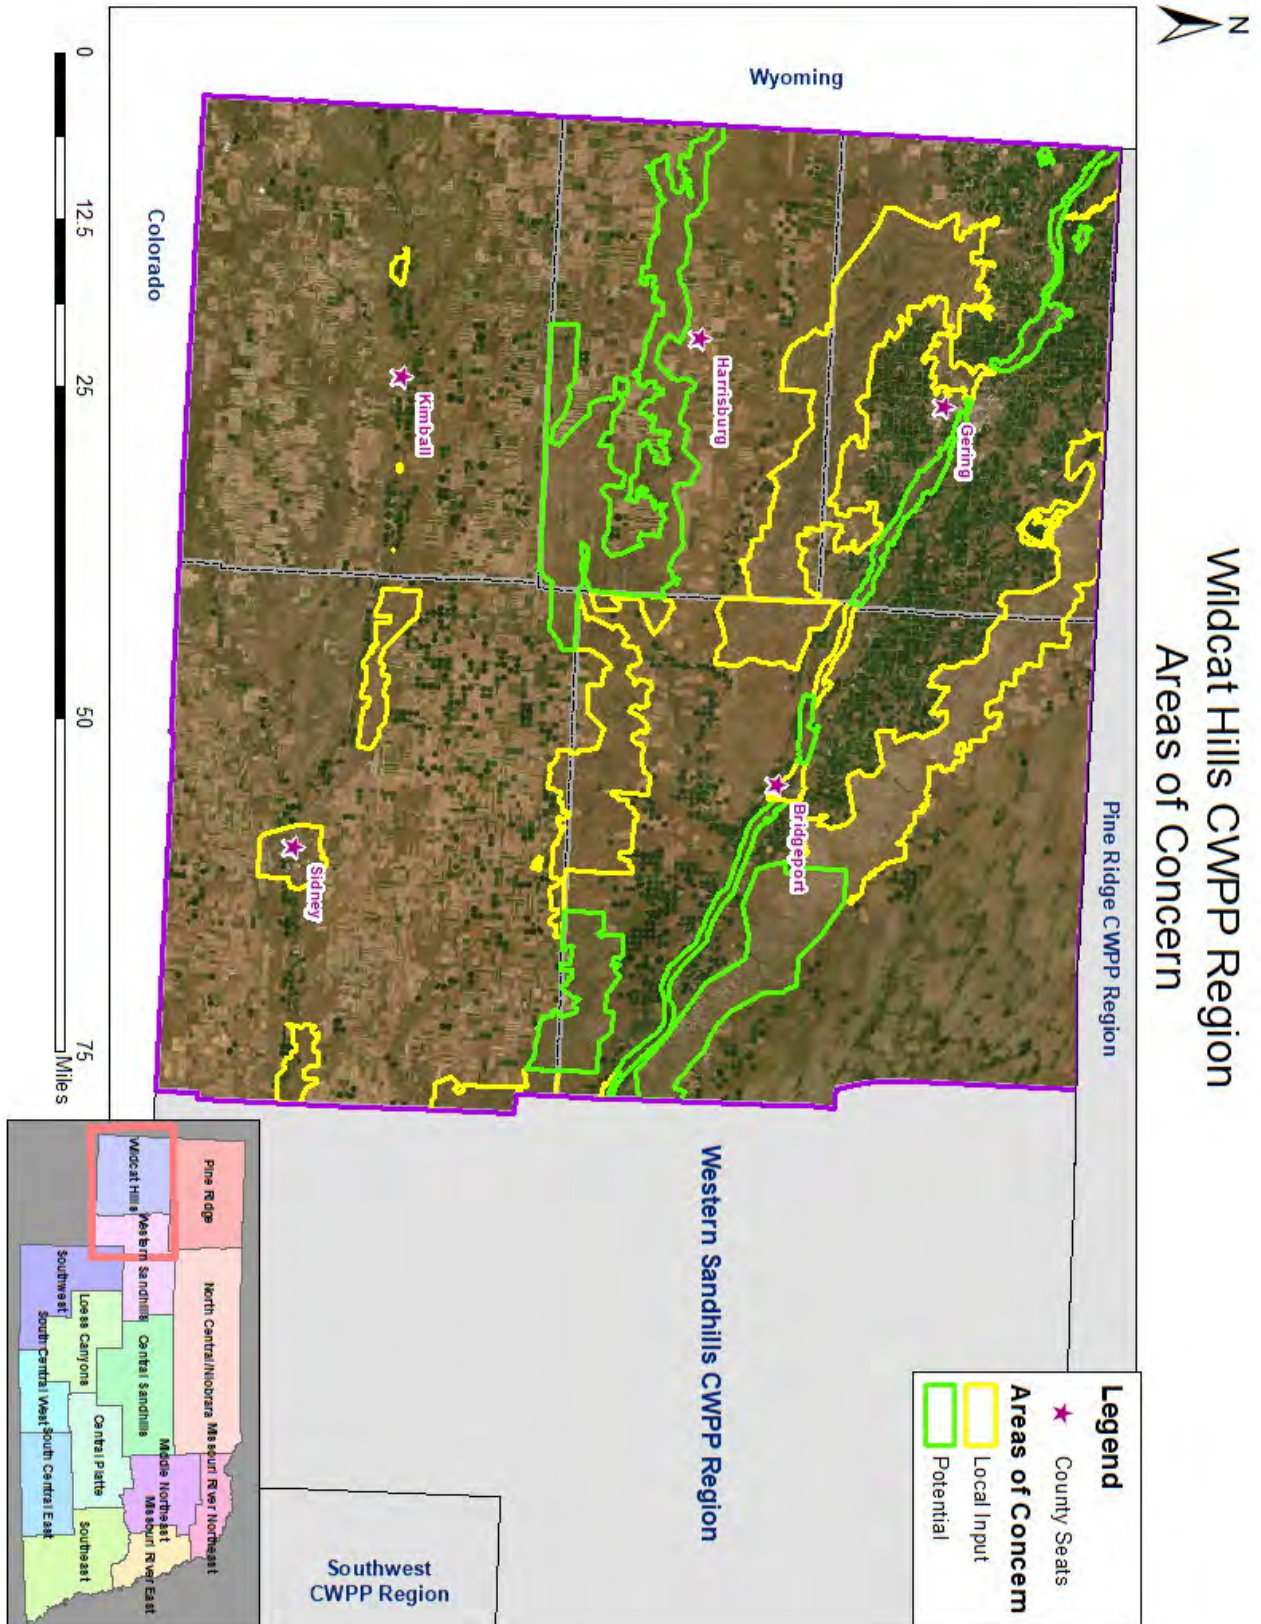 Wildcat Hills CWPP Region
Areas of Concern
N
Pine Ridge CWPP Region
Wyoming
Gering
Harrisburg
Bridgeport
Kimball
Sidney
Colorado
Western Sandhills CWPP Region
Southwest
CWPP Region
Legend
County Seats
Areas of Concern
Local Input
Potential
0
12.5
25
50
75
Miles
Pine Ridge
North Central/Niobrara
Missouri River Northeast
Wildcat Hills
Western Sandhills
Central Sandhills
Middle Northeast
Missouri River East
Southwest
Loess Canyons
Central Platte
Southeast
South Central West
South Central East